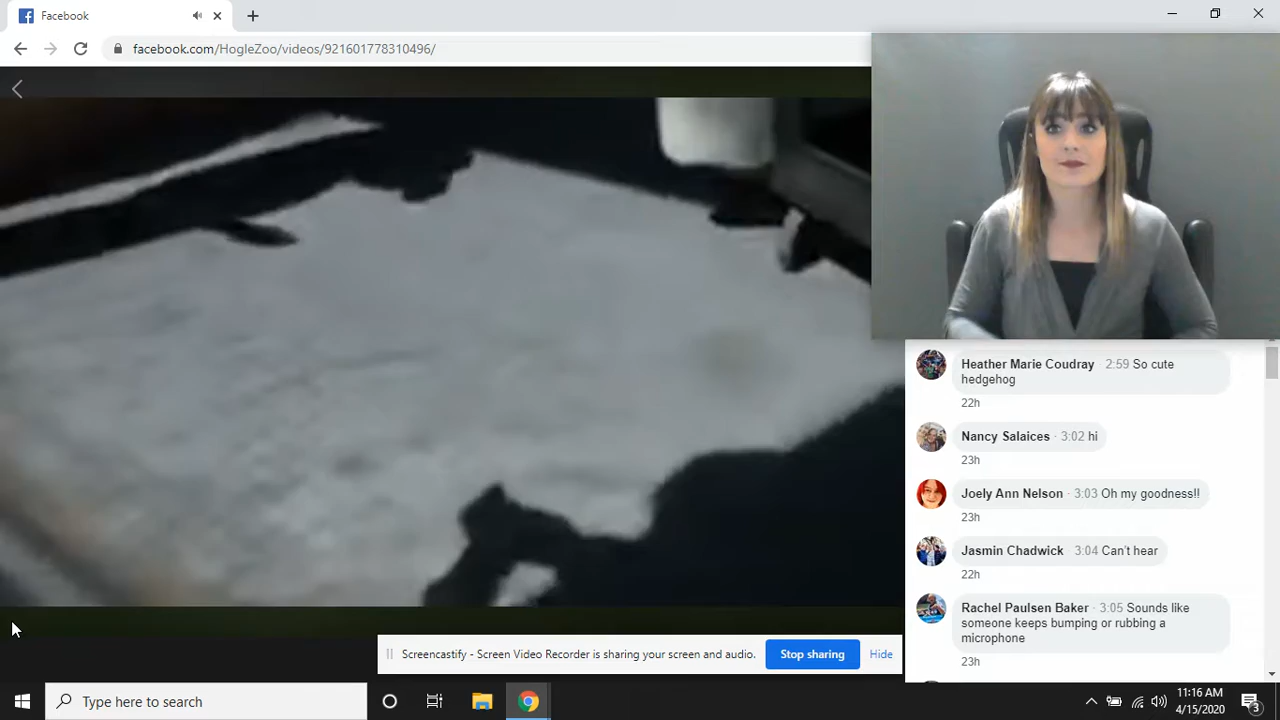 Facebook
facebook.com/HogleZoo/videos/921601778310496/
Heather Marie Coudray 2:59 So cute
hedgehog
22h
Nancy Salaices · 3:02 hi
23h
Joely Ann Nelson · 3:03 Oh my goodness!!
23h
Jasmin Chadwick · 3:04 Can't hear
22h
Rachel Paulsen Baker · 3:05 Sounds like
someone keeps bumping or rubbing a
microphone
23h
Screencastify - Screen Video Recorder is sharing your screen and audio.
Stop sharing
Hide
Type here to search
11:16 AM
4/15/2020
3